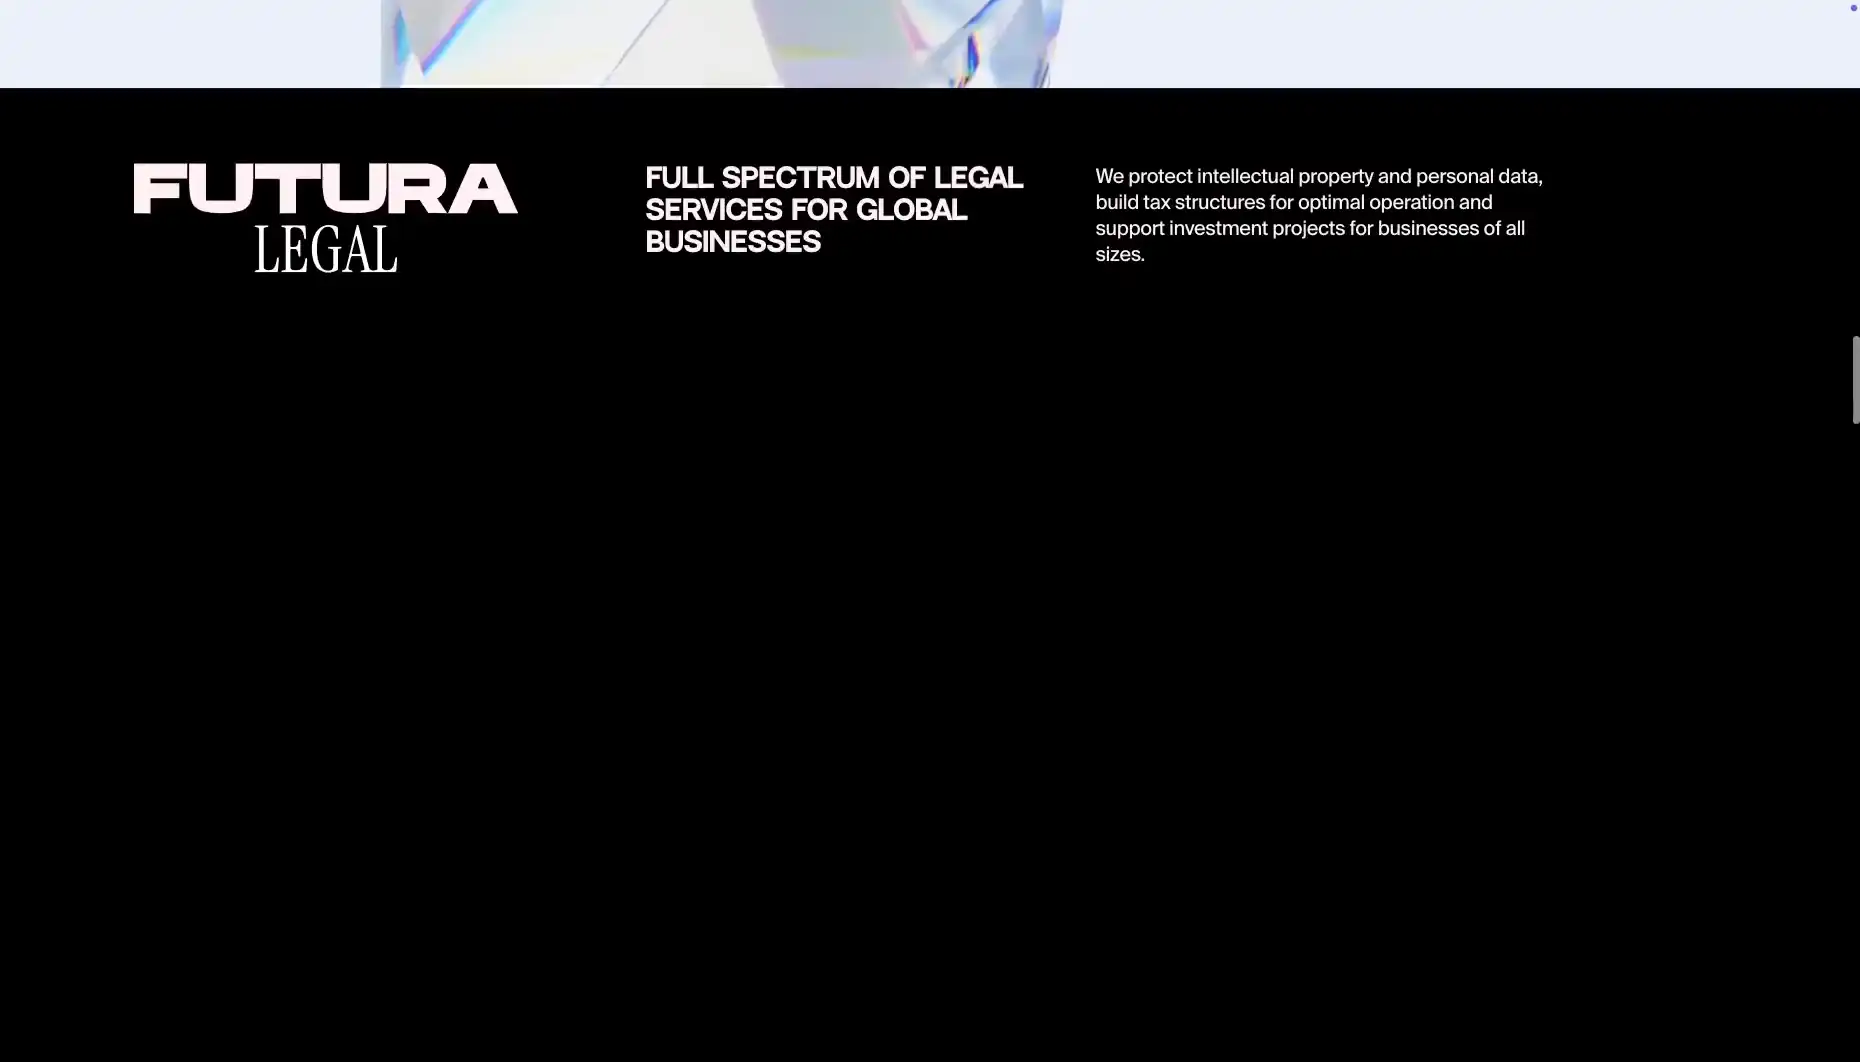 FUTURA
LEGAL
FULL SPECTRUM OF LEGAL
SERVICES FOR GLOBAL
BUSINESSES
We protect intellectual property and personal data,
build tax structures for optimal operation and
support investment projects for businesses of all
sizes.